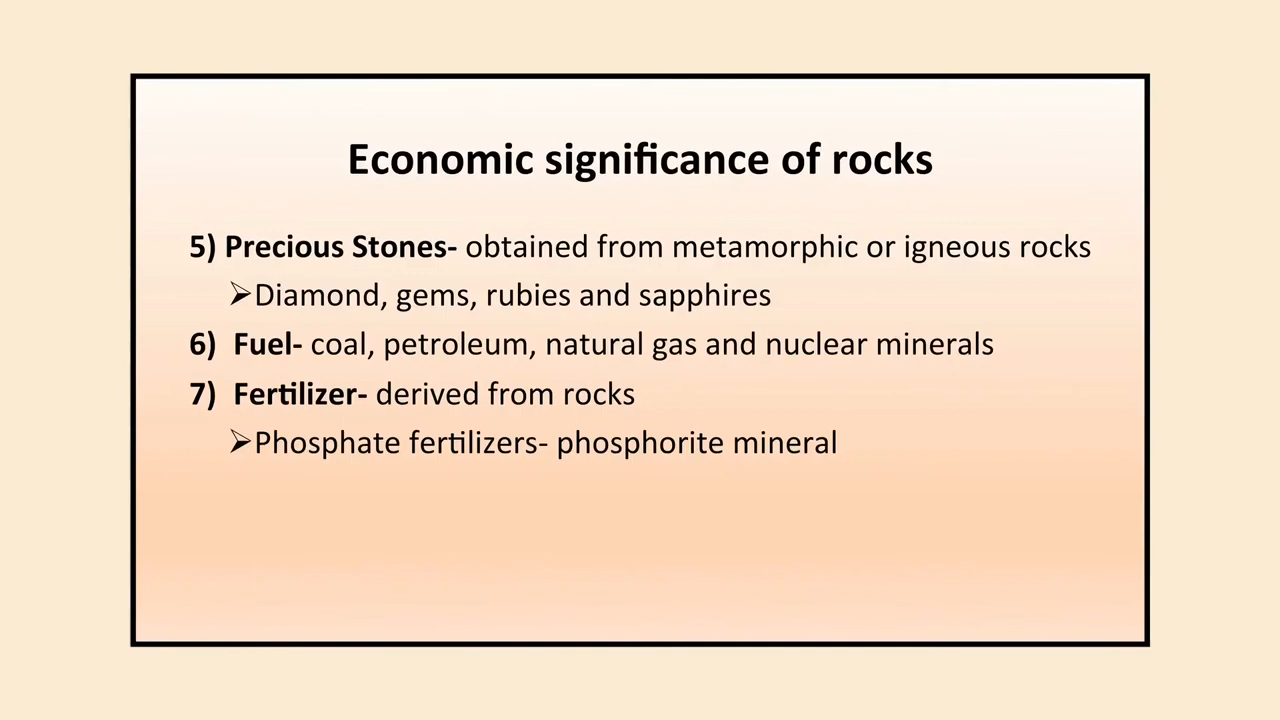 Economic significance of rocks
5) Precious Stones- obtained from metamorphic or igneous rocks
➢Diamond, gems, rubies and sapphires
6) Fuel- coal, petroleum, natural gas and nuclear minerals
7) Fertilizer- derived from rocks
➢Phosphate fertilizers- phosphorite mineral